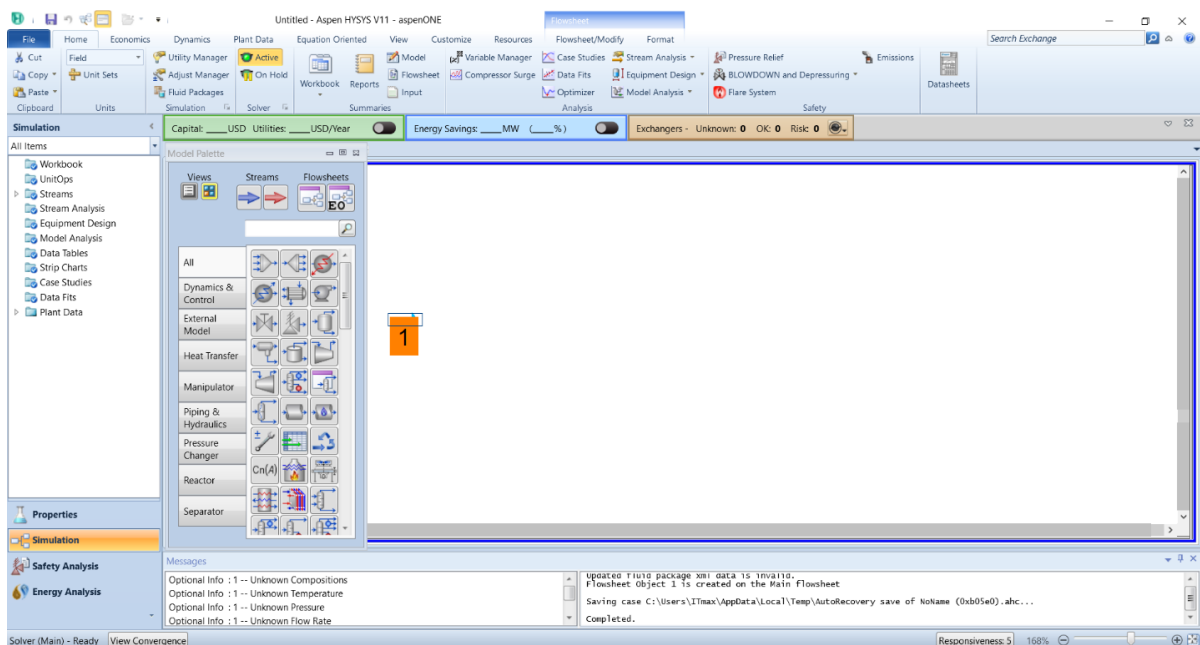 Untitled - Aspen HYSYS V11 - aspenONE
Flowsheet
File Home Economics Dynamics Plant Data Equation Oriented View Customize Resources Flowsheet/Modify Format
Search Exchange
Cut Field Utility Manager Active Model Variable Manager Case Studies Stream Analysis Pressure Relief Emissions
Copy Unit Sets Adjust Manager On Hold Workbook Reports Flowsheet Compressor Surge Data Fits Equipment Design BLOWDOWN and Depressuring Datasheets
Paste Fluid Packages Input Optimizer Model Analysis Flare System
Clipboard Units Simulation Solver Summaries Analysis Safety
Simulation
Capital: ____USD Utilities: ____USD/Year
Energy Savings: ____MW (____%)
Exchangers - Unknown: 0 OK: 0 Risk: 0
All Items
Workbook
UnitOps
Streams
Stream Analysis
Equipment Design
Model Analysis
Data Tables
Strip Charts
Case Studies
Data Fits
Plant Data
Model Palette
Views Streams Flowsheets
EO
All
Dynamics &
Control
External
Model
Heat Transfer
Manipulator
Piping &
Hydraulics
Pressure
Changer
Reactor
Separator
Cn(A)
1
Properties
Simulation
Safety Analysis
Energy Analysis
Messages
Optional Info : 1 -- Unknown Compositions
Optional Info : 1 -- Unknown Temperature
Optional Info : 1 -- Unknown Pressure
Optional Info : 1 -- Unknown Flow Rate
Updated fluid package xml data is invalid.
Flowsheet Object 1 is created on the Main flowsheet
Saving case C:\Users\ITmax\AppData\Local\Temp\AutoRecovery save of NoName (0xb05e0).ahc...
Completed.
Solver (Main) - Ready View Convergence
Responsiveness: 5 168%